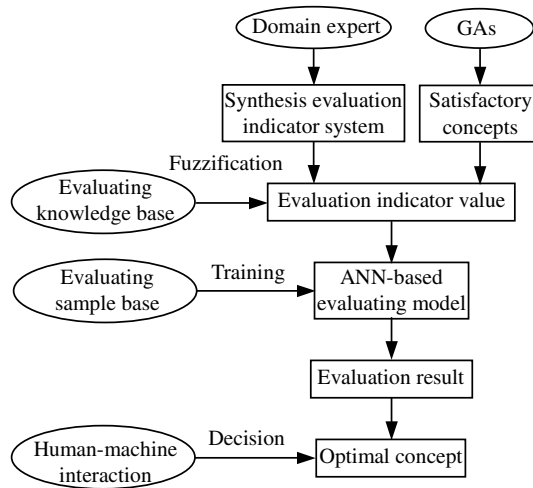 Domain expert
GAs
Synthesis evaluation
indicator system
Satisfactory
concepts
Fuzzification
Evaluating
knowledge base
Evaluation indicator value
Evaluating
sample base
Training
ANN-based
evaluating model
Evaluation result
Human-machine
interaction
Decision
Optimal concept